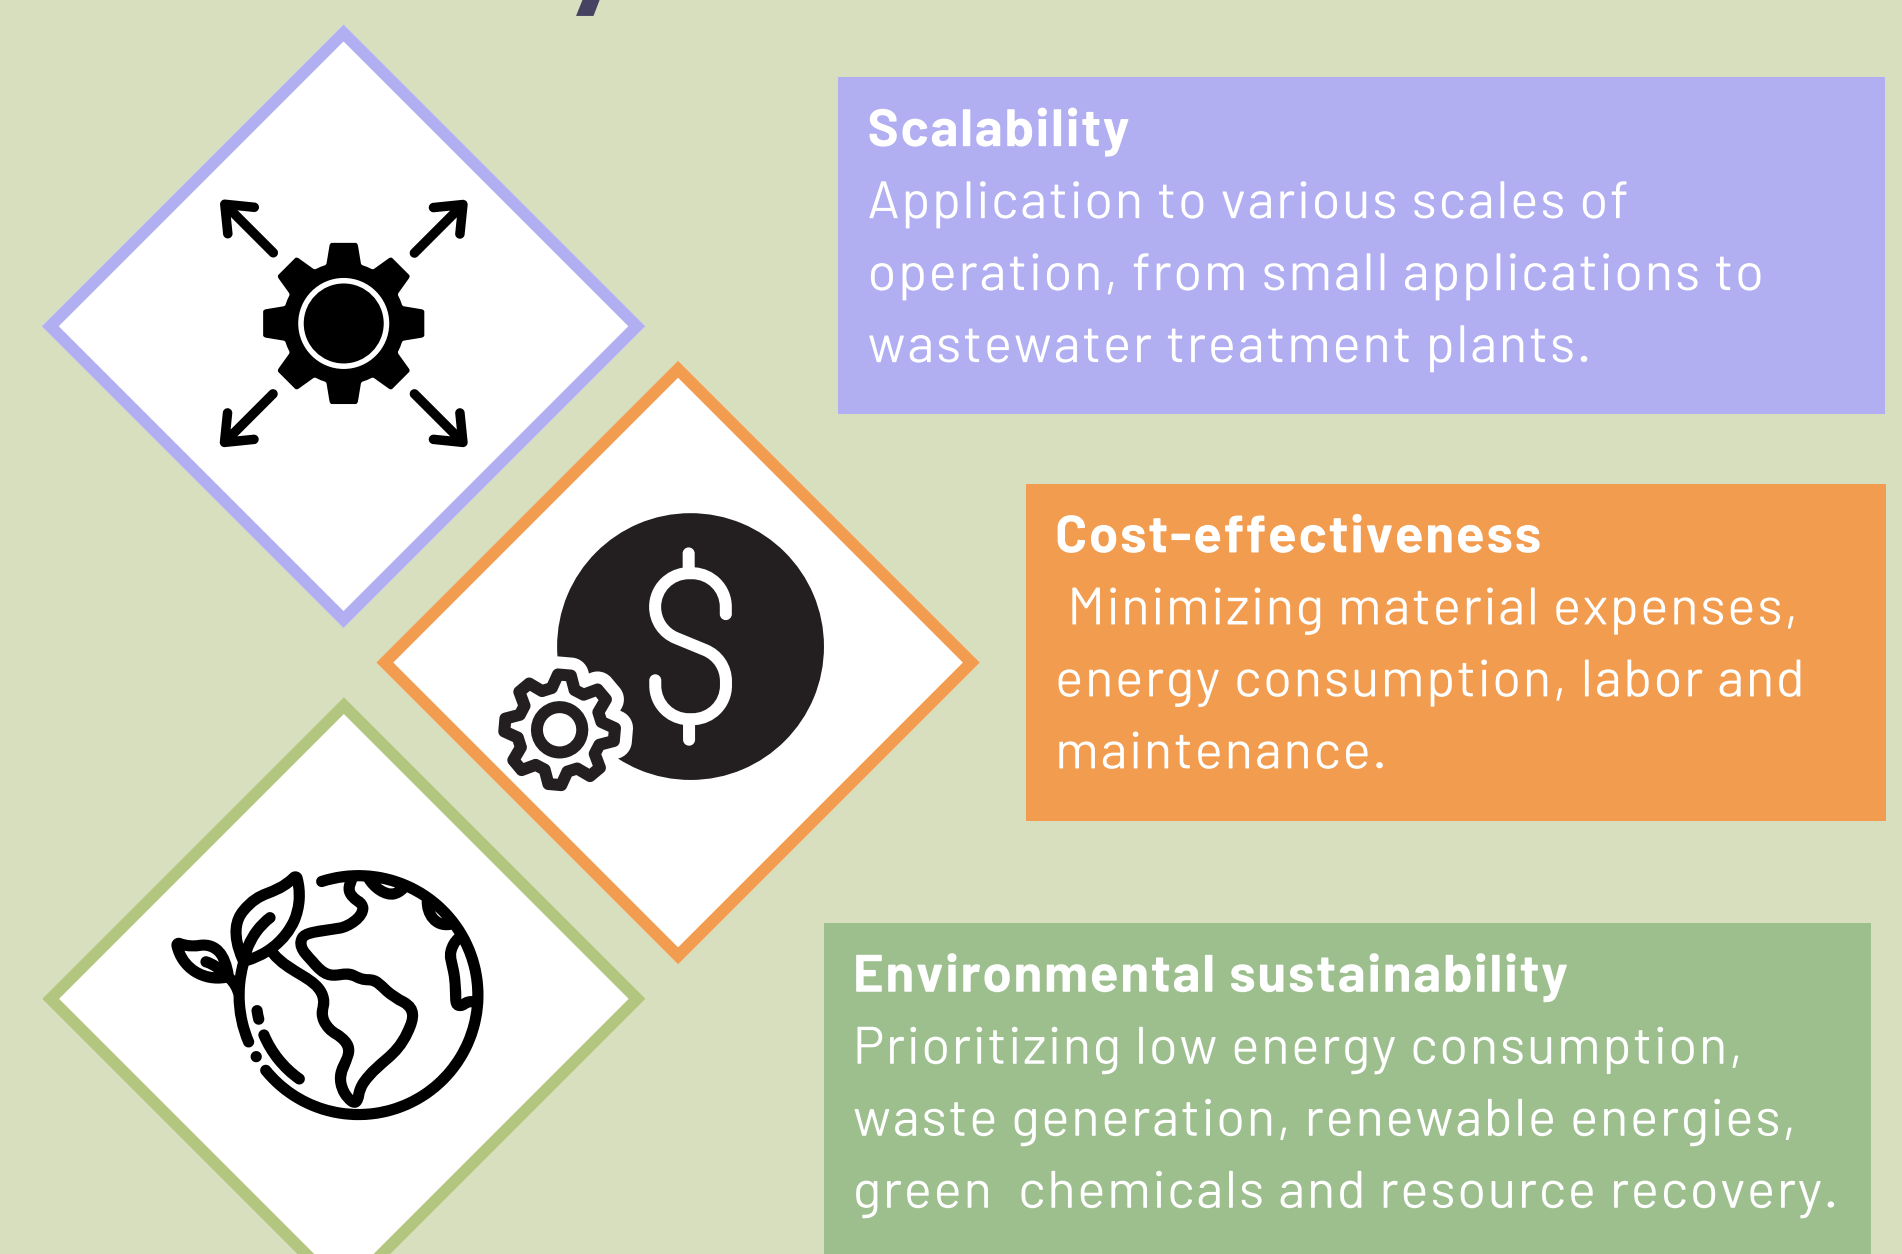 Scalability
Application to various scales of
operation, from small applications to
wastewater treatment plants.
$
Cost-effectiveness
Minimizing material expenses,
energy consumption, labor and
maintenance.
Environmental sustainability
Prioritizing low energy consumption,
waste generation, renewable energies,
green  chemicals and resource recovery.